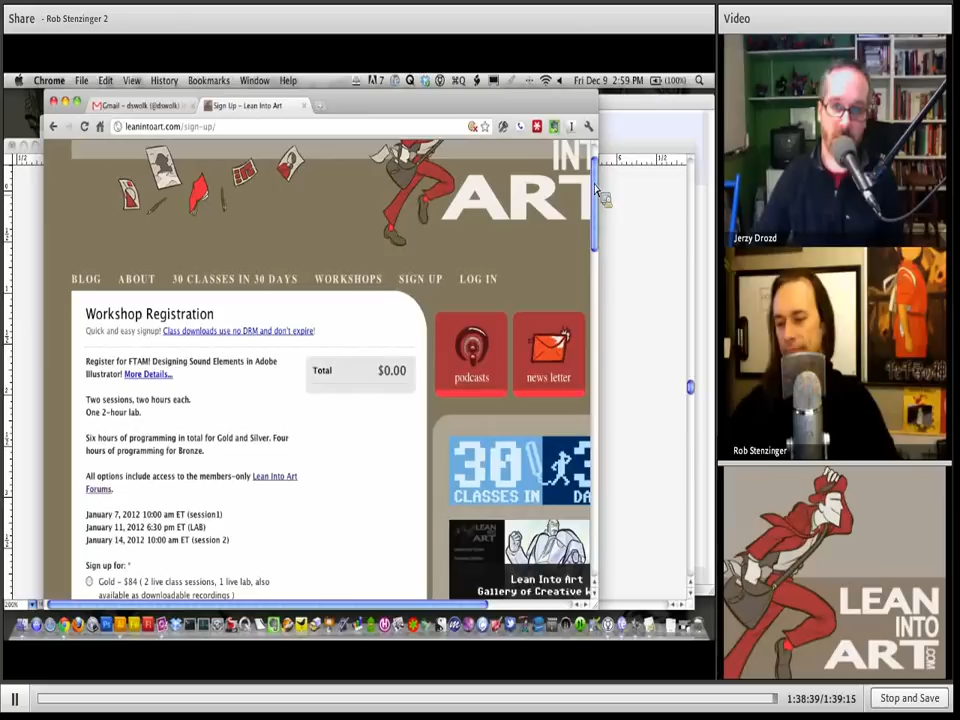 Share - Rob Stenzinger 2
Video
Chrome File Edit View History Bookmarks Window Help
7 Q Fri Dec 9 2:59 PM (100%)
Gmail – dswolk (@dswolk)
Sign Up – Lean Into Art
leanintoart.com/sign-up/
INT
ART
BLOG ABOUT 30 CLASSES IN 30 DAYS WORKSHOPS SIGN UP LOG IN
Workshop Registration
Quick and easy signup! Class downloads use no DRM and don't expire!
Register for FTAM! Designing Sound Elements in Adobe
Illustrator! More Details...
Total $0.00
Two sessions, two hours each.
One 2-hour lab.
Six hours of programming in total for Gold and Silver. Four
hours of programming for Bronze.
All options include access to the members-only Lean Into Art
Forums.
January 7, 2012 10:00 am ET (session1)
January 11, 2012 6:30 pm ET (LAB)
January 14, 2012 10:00 am ET (session 2)
Sign up for: *
Gold – $84 ( 2 live class sessions, 1 live lab, also
available as downloadable recordings )
podcasts
news letter
30
CLASSES IN
3
DA
LEAN
INTO
ART
Lean Into Art
Gallery of Creative
200%
Jerzy Drozd
Rob Stenzinger
LEAN
INTO
ART
.COM
1:38:39/1:39:15
Stop and Save